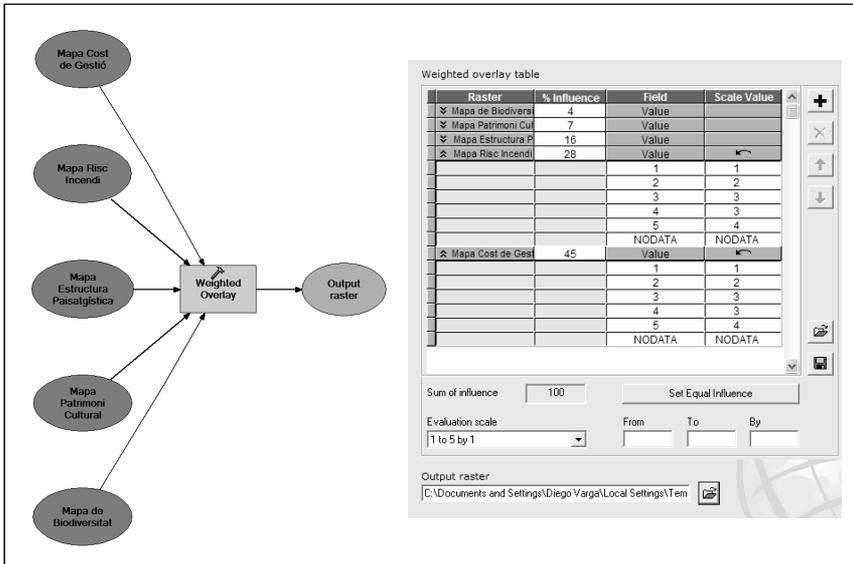 Mapa Cost
de Gestió
Mapa Risc
Incendi
Mapa
Estructura
Paisatgística
Mapa
Patrimoni
Cultural
Mapa de
Biodiversitat
Weighted
Overlay
Output
raster
Weighted overlay table
Raster % Influence Field Scale Value
Mapa de Biodiversi 4 Value
Mapa Patrimoni Cul 7 Value
Mapa Estructura P 16 Value
Mapa Risc Incendi 28 Value
1 1
2 2
3 3
4 3
5 4
NODATA NODATA
Mapa Cost de Gest 45 Value
1 1
2 2
3 3
4 3
5 4
NODATA NODATA
Sum of influence 100 Set Equal Influence
Evaluation scale From To By
1 to 5 by 1
Output raster
C:\Documents and Settings\Diego Varga\Local Settings\Tem